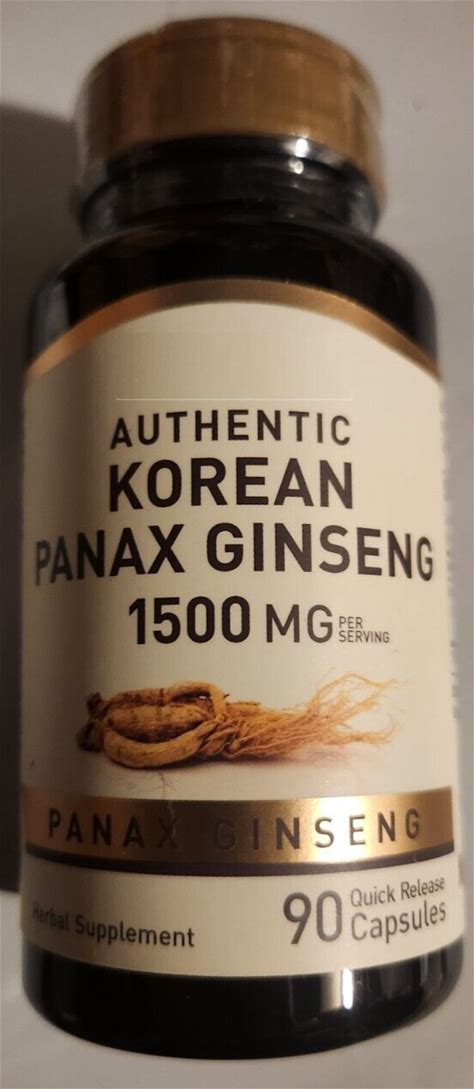 AUTHENTIC
KOREAN
PANAX GINSENG
1500 MG PER
SERVING
PANAX GINSENG
Herbal Supplement
90 Quick Release
Capsules